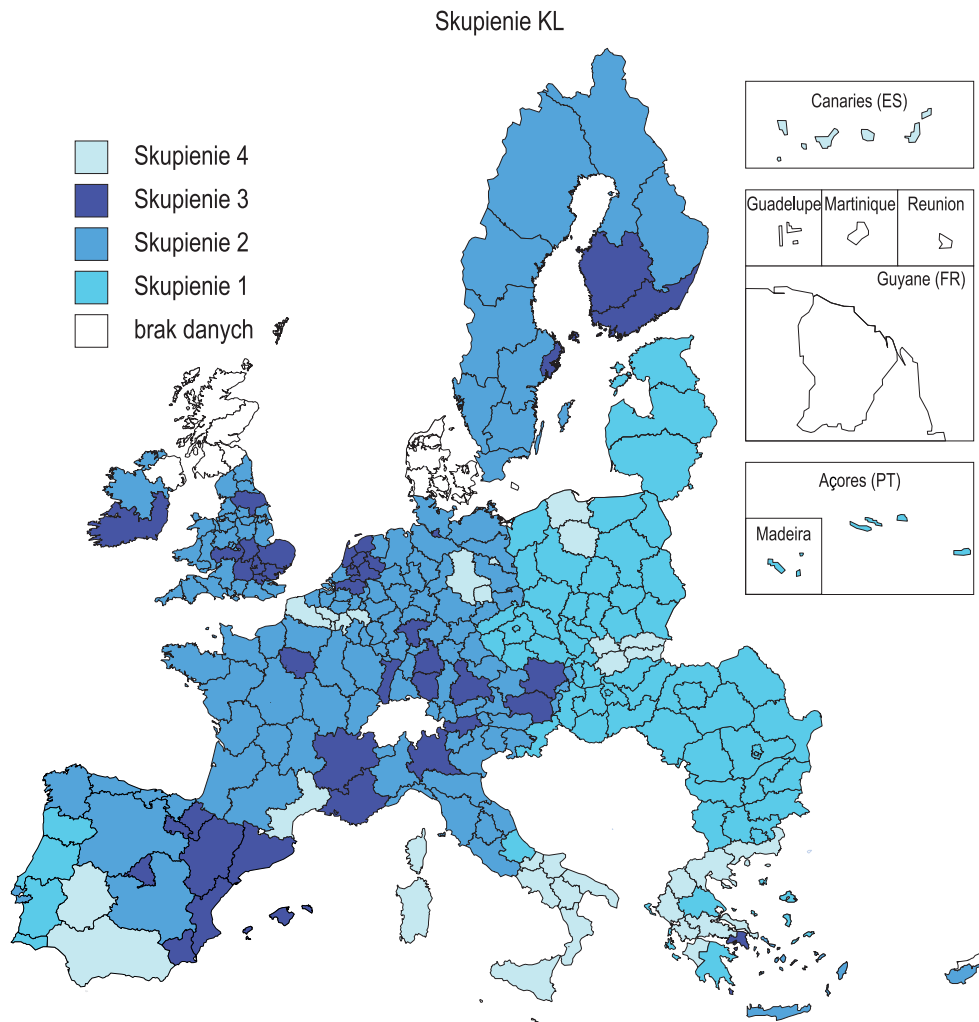 Skupienie KL
Skupienie 4
Skupienie 3
Skupienie 2
Skupienie 1
brak danych
Canaries (ES)
Guadelupe
Martinique
Reunion
Guyane (FR)
Açores (PT)
Madeira